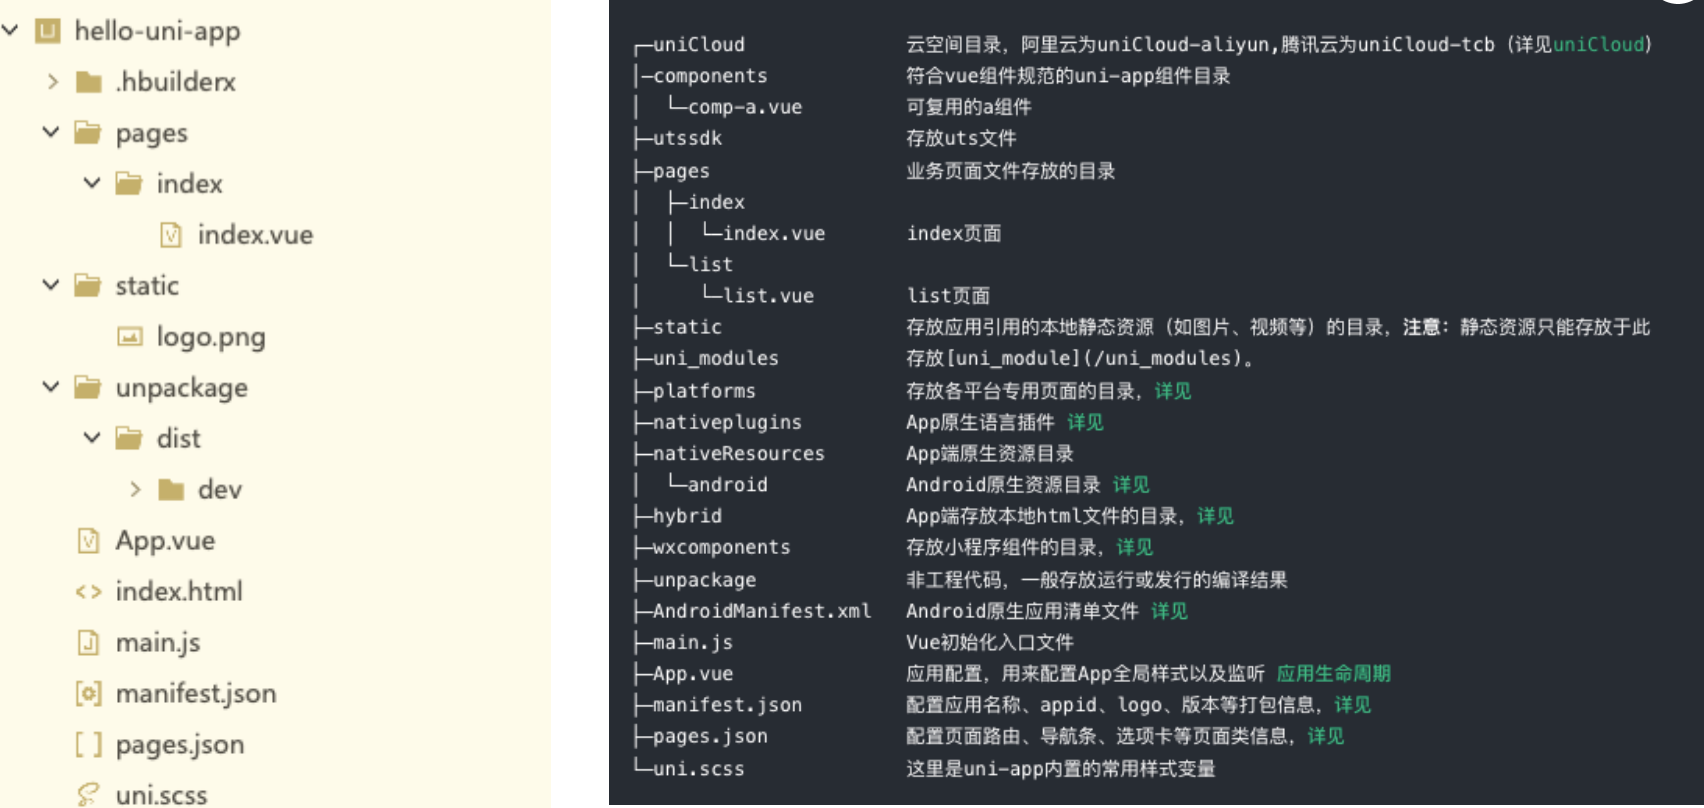 hello-uni-app
.hbuilderx
pages
index
index.vue
static
logo.png
unpackage
dist
dev
App.vue
index.html
main.js
manifest.json
pages.json
uni.scss
┌─uniCloud 云空间目录，阿里云为uniCloud-aliyun,腾讯云为uniCloud-tcb（详见uniCloud）
│─components 符合vue组件规范的uni-app组件目录
│ └─comp-a.vue 可复用的a组件
├─utssdk 存放uts文件
├─pages 业务页面文件存放的目录
│ ├─index
│ │ └─index.vue index页面
│ └─list
│ └─list.vue list页面
├─static 存放应用引用的本地静态资源（如图片、视频等）的目录，注意：静态资源只能存放于此
├─uni_modules 存放[uni_module](/uni_modules)。
├─platforms 存放各平台专用页面的目录，详见
├─nativeplugins App原生语言插件 详见
├─nativeResources App端原生资源目录
│ └─android Android原生资源目录 详见
├─hybrid App端存放本地html文件的目录，详见
├─wxcomponents 存放小程序组件的目录，详见
├─unpackage 非工程代码，一般存放运行或发行的编译结果
├─AndroidManifest.xml Android原生应用清单文件 详见
├─main.js Vue初始化入口文件
├─App.vue 应用配置，用来配置App全局样式以及监听 应用生命周期
├─manifest.json 配置应用名称、appid、logo、版本等打包信息，详见
├─pages.json 配置页面路由、导航条、选项卡等页面类信息，详见
└─uni.scss 这里是uni-app内置的常用样式变量